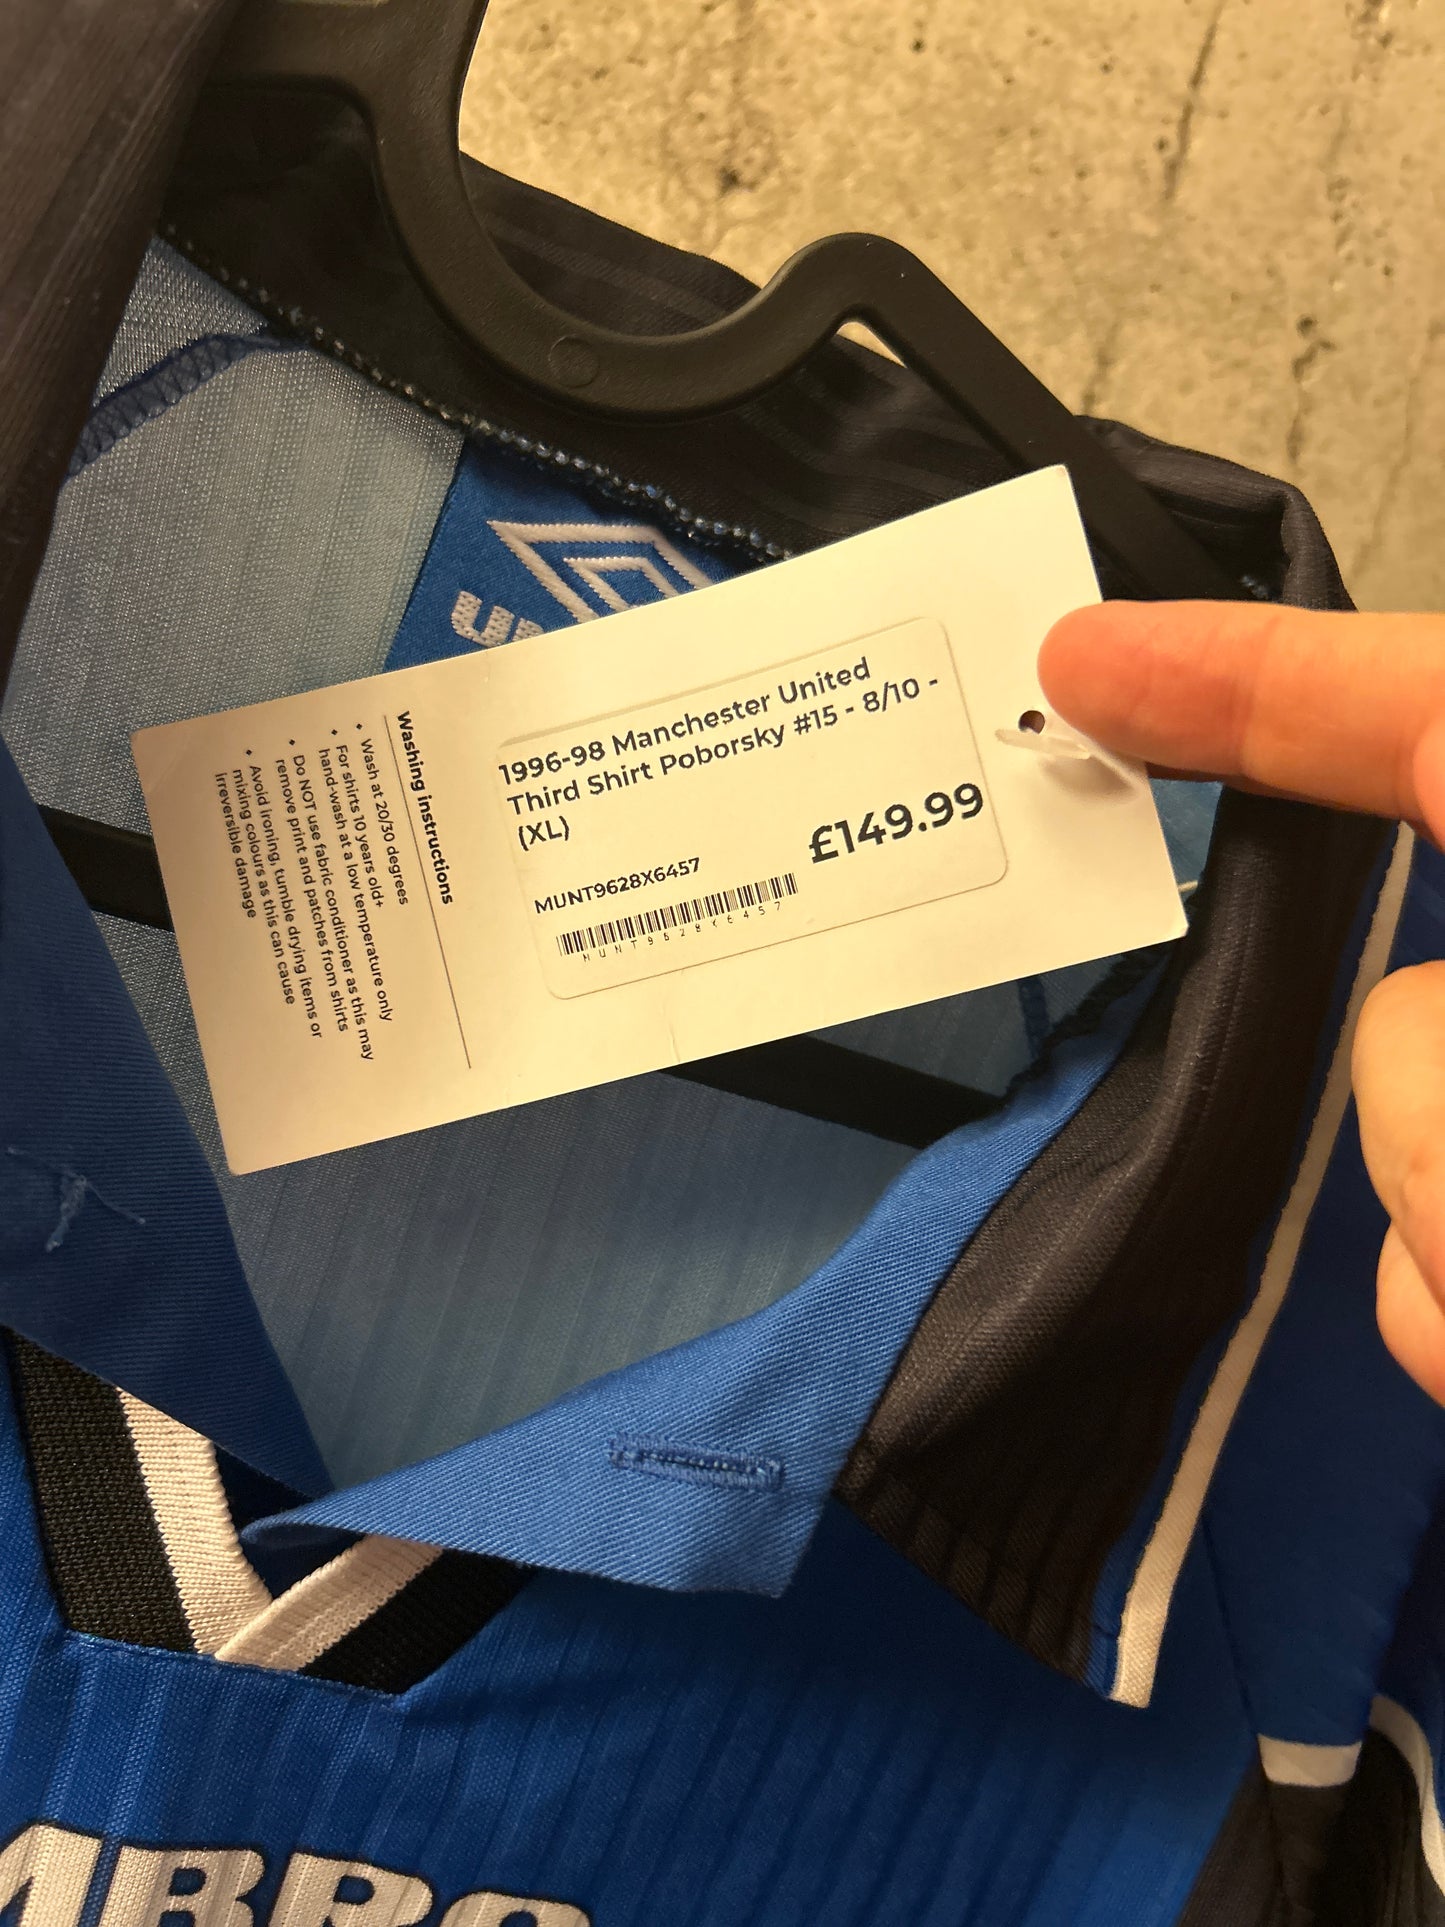 1996-98 Manchester United
Third Shirt Poborsky #15 - 8/10 -
(XL)
£149.99
MUNT9628X6457
MUNT9628X6457
Washing instructions
• Wash at 20/30 degrees
• For shirts 10 years old+
hand-wash at a low temperature only
• Do NOT use fabric conditioner as this may
remove print and patches from shirts
• Avoid ironing, tumble drying items or
mixing colours as this can cause
irreversible damage